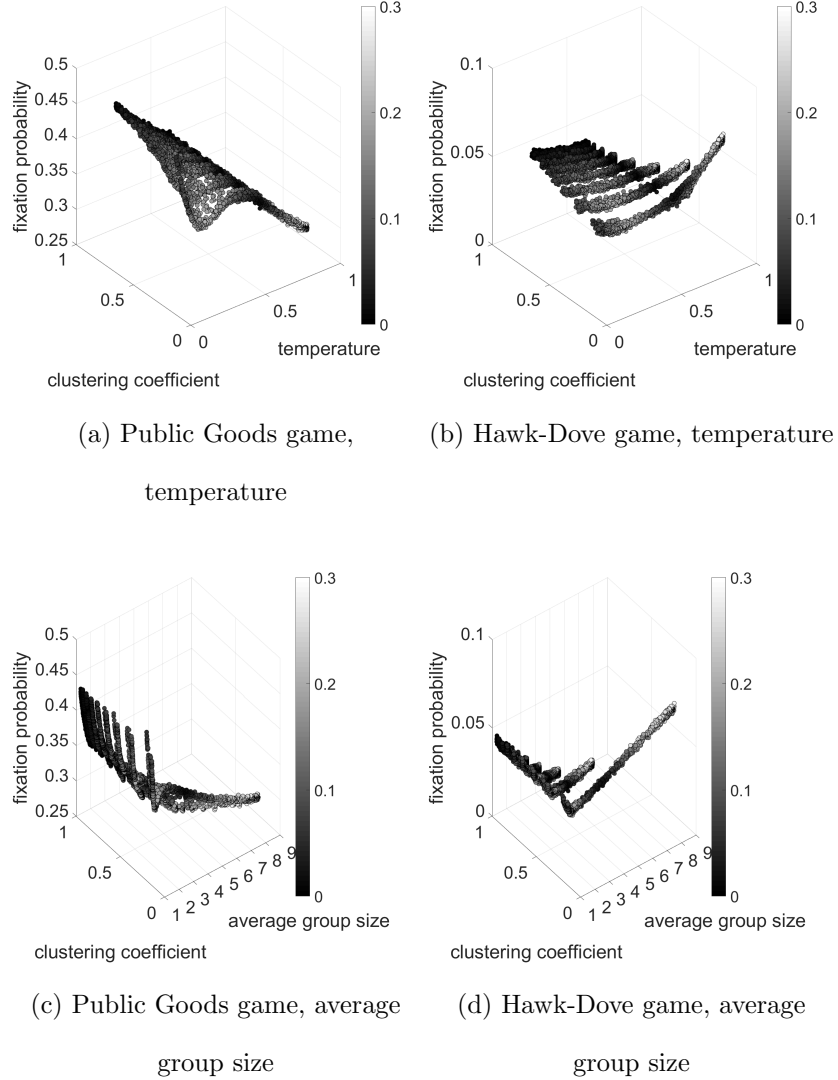 0.3
0.2
0.1
0
0.5
0.45
0.4
0.35
0.3
0.25
fixation probability
1
0.5
0
0
0.5
1
temperature
clustering coefficient
(a) Public Goods game,
temperature
0.3
0.2
0.1
0
0.1
0.05
0
fixation probability
1
0.5
0
0
0.5
1
temperature
clustering coefficient
(b) Hawk-Dove game, temperature
0.3
0.2
0.1
0
0.5
0.45
0.4
0.35
0.3
0.25
fixation probability
1
0.5
0
1 2 3 4 5 6 7 8 9
average group size
clustering coefficient
(c) Public Goods game, average
group size
0.3
0.2
0.1
0
0.1
0.05
0
fixation probability
1
0.5
0
1 2 3 4 5 6 7 8 9
average group size
clustering coefficient
(d) Hawk-Dove game, average
group size